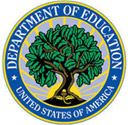 DEPARTMENT OF EDUCATION
UNITED STATES OF AMERICA